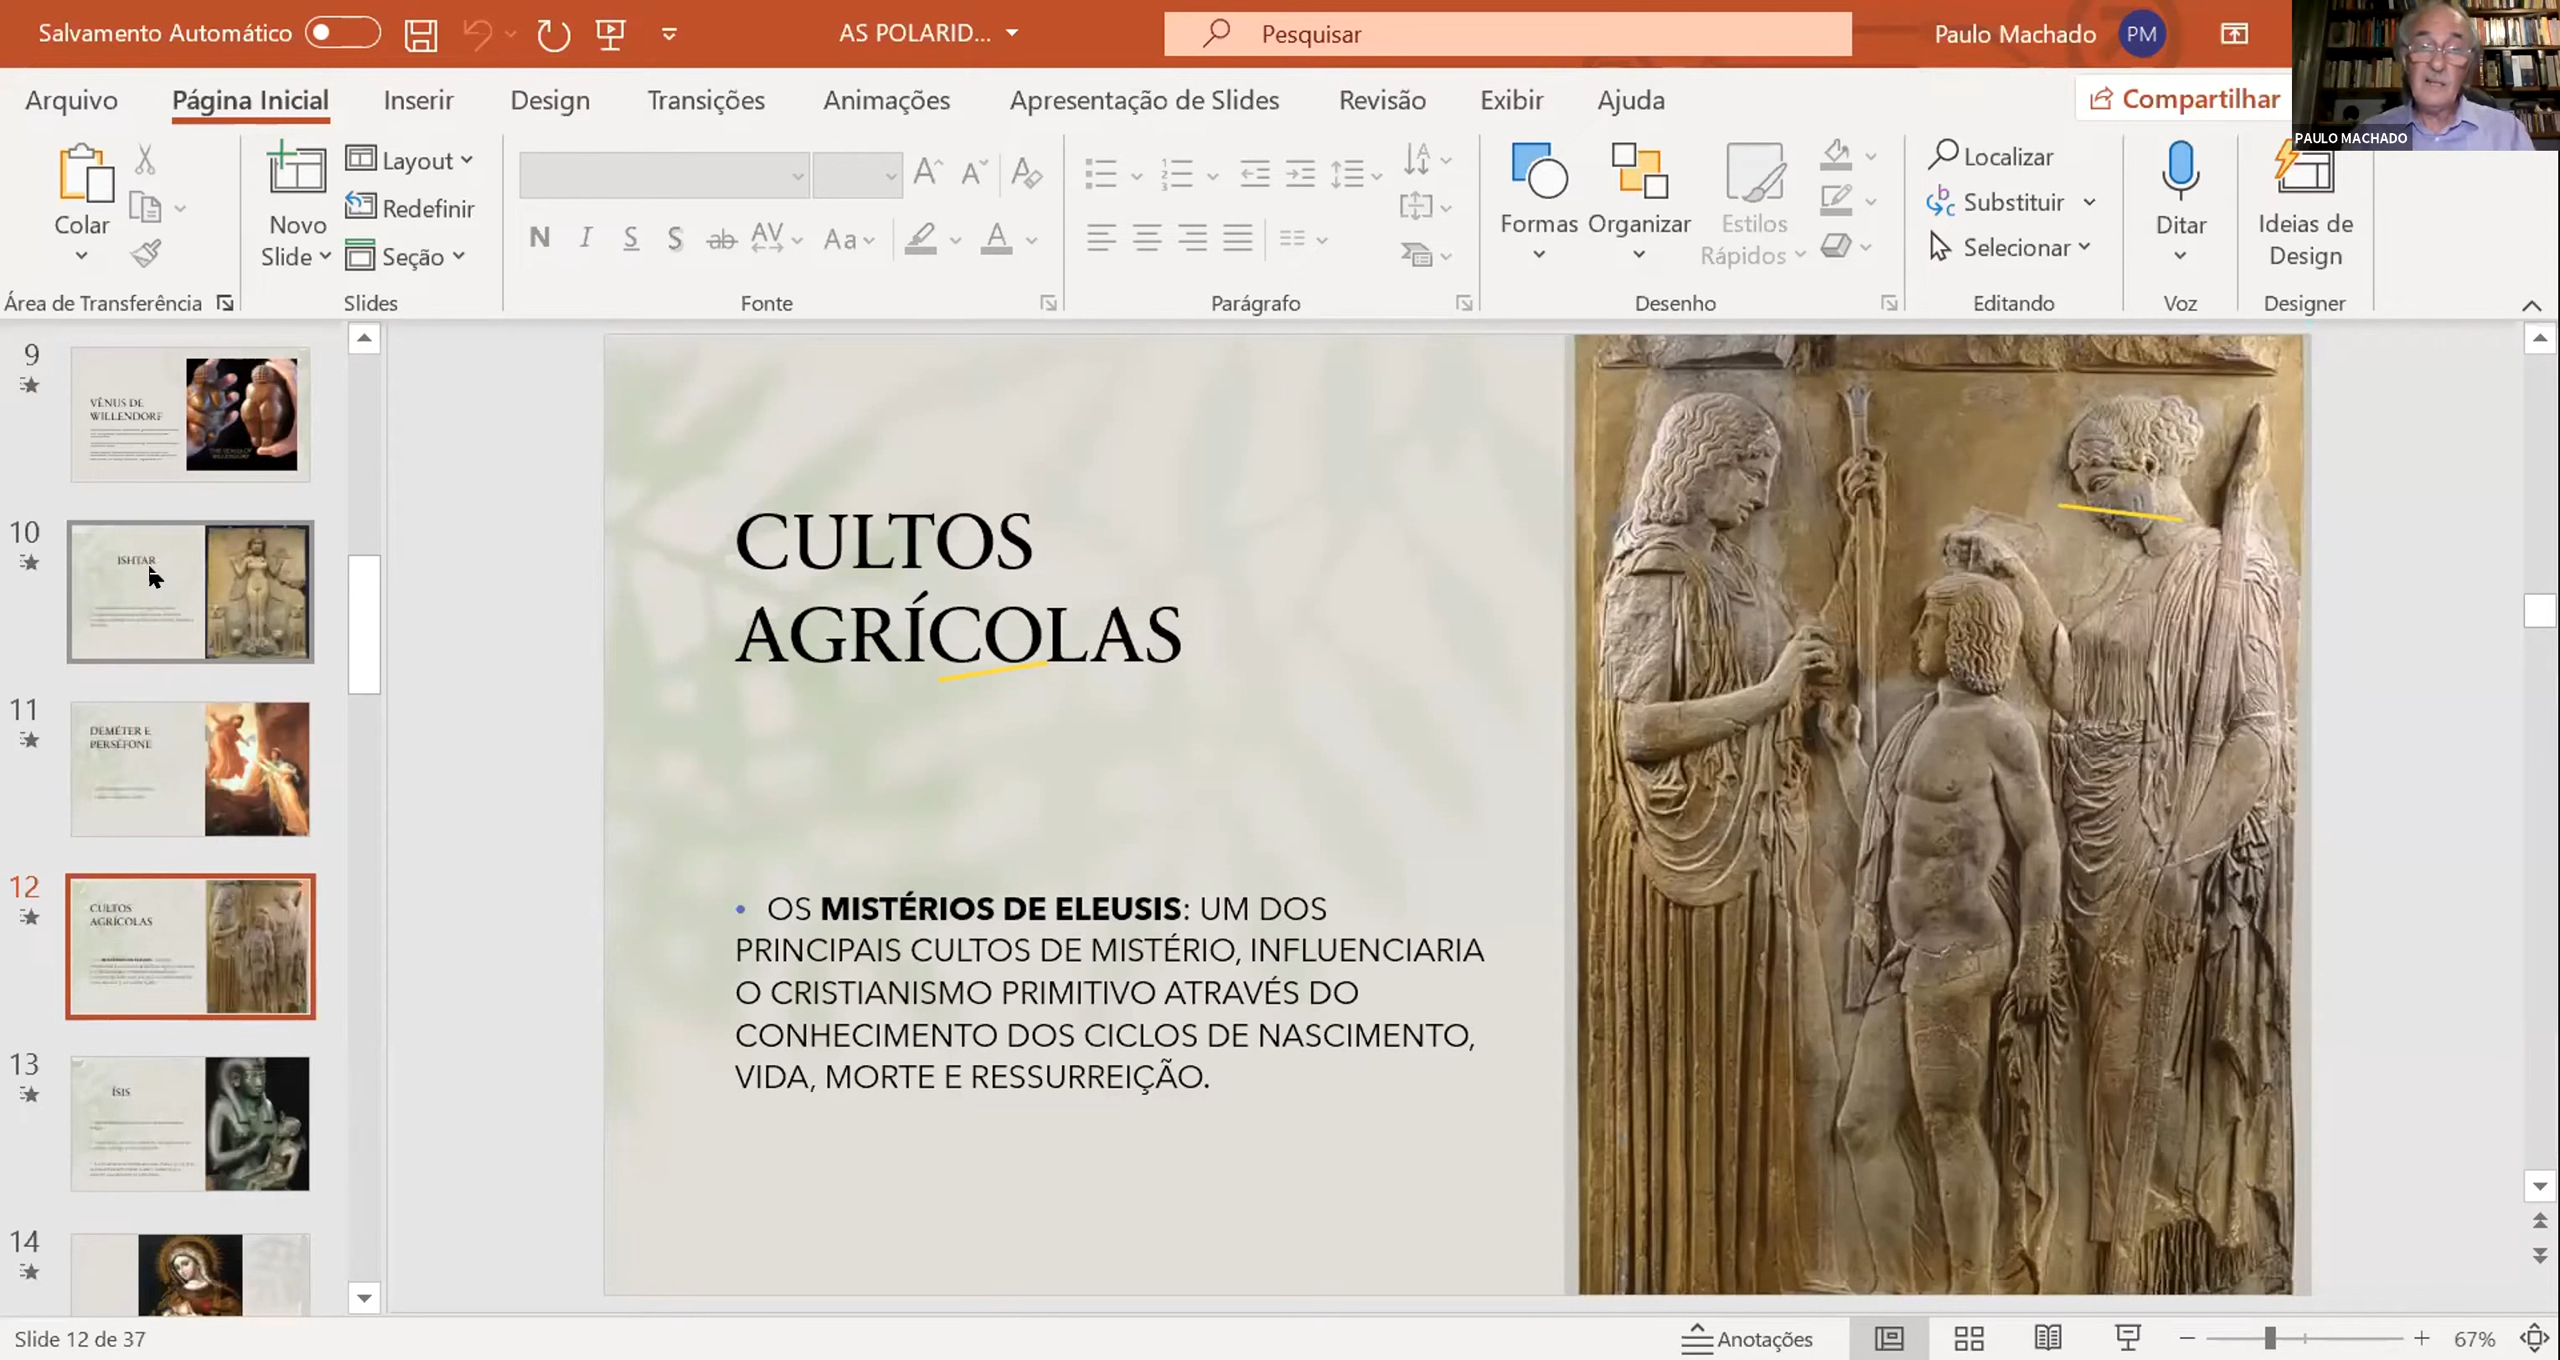 Salvamento Automático
AS POLARID...
Pesquisar
Paulo Machado
PM
PAULO MACHADO
Arquivo
Página Inicial
Inserir
Design
Transições
Animações
Apresentação de Slides
Revisão
Exibir
Ajuda
Compartilhar
Colar
Novo
Slide
Layout
Redefinir
Seção
N I S S ab AV Aa A
Formas
Organizar
Estilos
Rápidos
Localizar
Substituir
Selecionar
Ditar
Ideias de
Design
Área de Transferência
Slides
Fonte
Parágrafo
Desenho
Editando
Voz
Designer
9
VÊNUS DE
WILLENDORF
10
ISHTAR
11
DEMÉTER E
PERSÉFONE
12
CULTOS
AGRÍCOLAS
13
ÍSIS
14
CULTOS
AGRÍCOLAS
• OS MISTÉRIOS DE ELEUSIS: UM DOS
PRINCIPAIS CULTOS DE MISTÉRIO, INFLUENCIARIA
O CRISTIANISMO PRIMITIVO ATRAVÉS DO
CONHECIMENTO DOS CICLOS DE NASCIMENTO,
VIDA, MORTE E RESSURREIÇÃO.
Slide 12 de 37
Anotações
67%